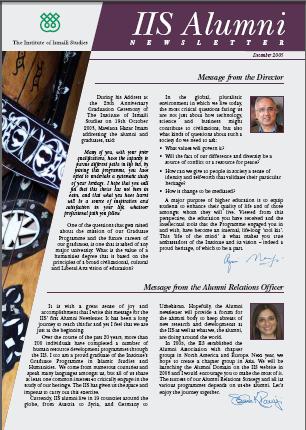 The Institute of Ismaili Studies
IIS Alumni
NEWSLETTER
December 2005
Message from the Director
During his Address at
the 25th Anniversary
Graduation Ceremony of
The Institute of Ismaili
Studies on 19th October
2003, Mawlana Hazar Imam
addressing the alumni and
graduates, said:
Many of you, with your prior
qualifications, have the capacity to
pursue different paths in life but, by
joining this programme, you have
opted to undertake a systematic study
of your heritage. I hope that you will
feel that this choice has not been in
vain, and that what you have learnt
will be a source of inspiration and
satisfaction in your life, whatever
professional path you follow.
One of the questions that gets raised
about the mission of our Graduate
Programme and the future careers of
our graduates, is one that is asked of any
major university. What is the value of a
humanities degree that is based on the
principles of a broad civilisational, cultural
and Liberal Arts vision of education?
In the global, pluralistic
environment in which we live today,
the most critical questions facing us
are not just about how technology,
science and business might
contribute to civilizations, but also
what kinds of questions about such a
society do we need to ask:
• What values will govern it?
• Will the fact of our difference and diversity be a
source of conflict or a resource for peace?
• How can we give to people in society a sense of
identity and self-worth that validates their particular
heritage?
• How is change to be mediated?
A major purpose of higher education is to equip
students to enhance their quality of life and of those
amongst whom they will live. Viewed from this
perspective, the education you have received and the
intellectual tools that the Programme engaged you in
and with, have become an internal, life-long 'tool kit'.
This 'life of the mind' is what makes you true
ambassadors of the Institute and its vision – indeed a
proud heritage, of which to be a part.
Message from the Alumni Relations Officer
It is with a great sense of joy and
accomplishment that I write this message for the
IIS' first Alumni Newsletter. It has been a long
journey to reach thus far and yet I feel that we are
just at the beginning.
Over the course of the past 20 years, more than
200 individuals have completed a number of
human resource development programmes through
the IIS. I too am a proud graduate of the Institute's
Graduate Programme in Islamic Studies and
Humanities. We come from numerous countries and
speak many languages amongst us, but all of us share
at least one common interest: to critically engage in the
study of our heritage. The IIS has given us the space and
impetus to carry out this exercise.
Currently, IIS alumni live in 18 countries around the
globe, from Austria to Syria, and Germany to
Uzbekistan. Hopefully, the Alumni
newsletter will provide a forum for
the alumni body to keep abreast of
new research and development at
the IIS as well as what we, the alumni,
are doing around the world.
In 2005, the IIS established the
Alumni Association with chapter
groups in North America and Europe. Next year, we
hope to create a chapter group in Asia. We will be
launching the Alumni Domain on the IIS website in
2006 and I would encourage you to make the most of it.
The success of our Alumni Relations Strategy and all its
various programmes depends on us-the alumni. Let's
enjoy the journey together.